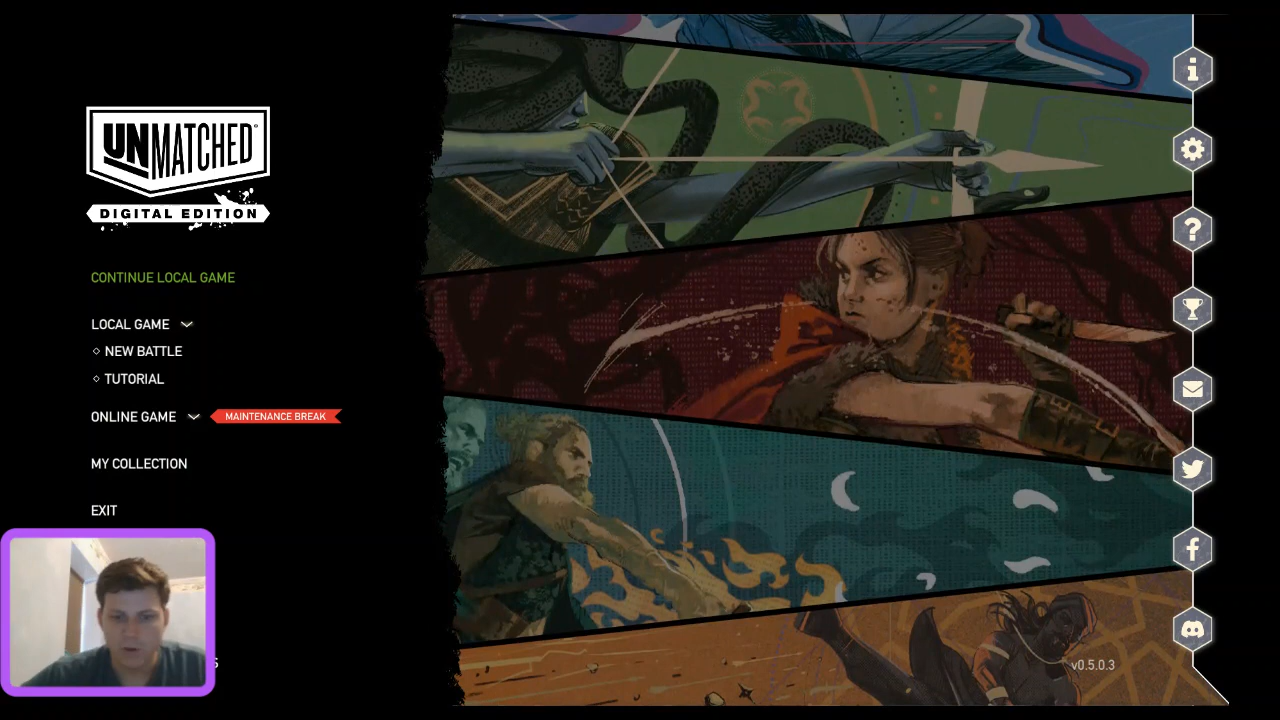 UNMATCHED
DIGITAL EDITION
CONTINUE LOCAL GAME
LOCAL GAME
NEW BATTLE
TUTORIAL
ONLINE GAME
MAINTENANCE BREAK
MY COLLECTION
EXIT
v0.5.0.3